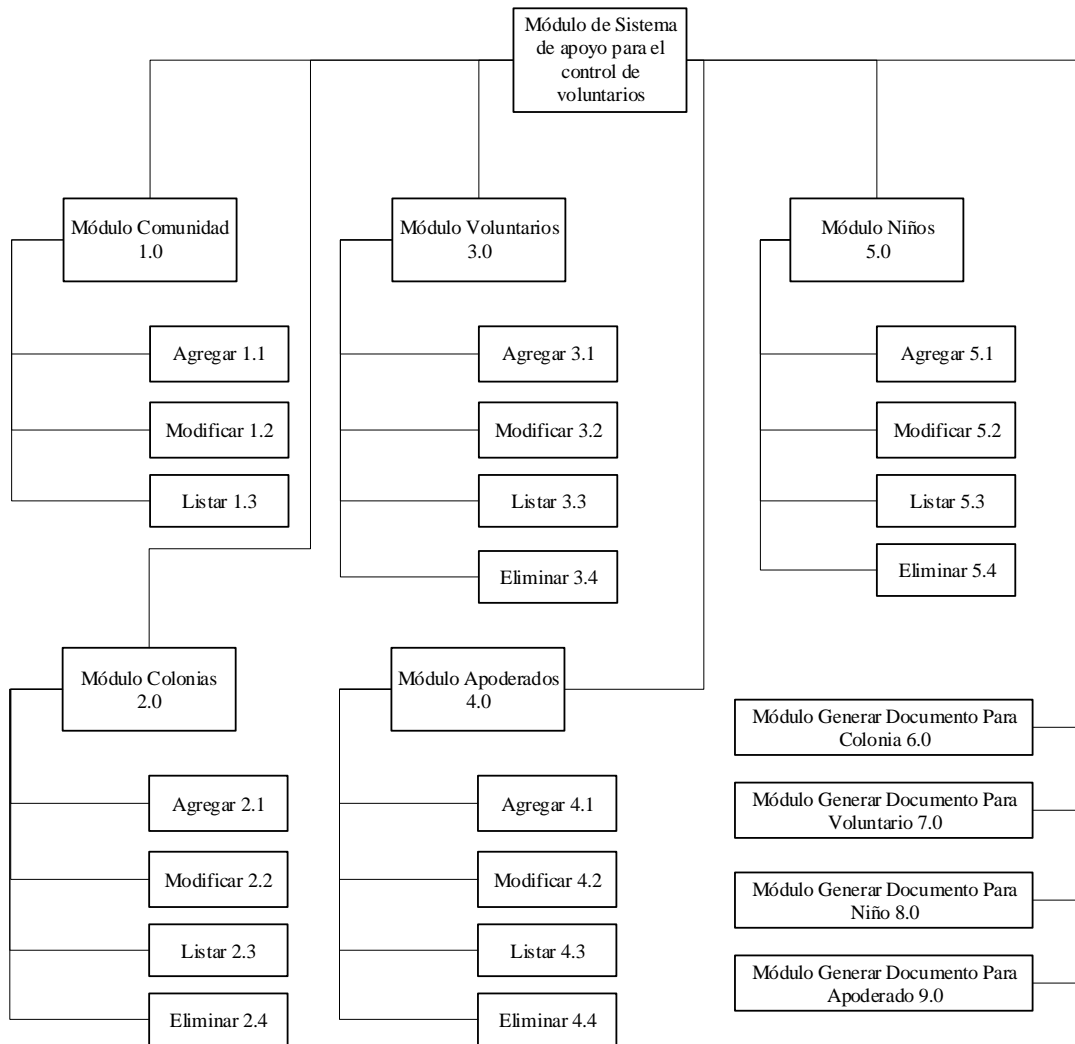 Módulo de Sistema
de apoyo para el
control de
voluntarios
Módulo Comunidad
1.0
Agregar 1.1
Modificar 1.2
Listar 1.3
Módulo Voluntarios
3.0
Agregar 3.1
Modificar 3.2
Listar 3.3
Eliminar 3.4
Módulo Niños
5.0
Agregar 5.1
Modificar 5.2
Listar 5.3
Eliminar 5.4
Módulo Colonias
2.0
Agregar 2.1
Modificar 2.2
Listar 2.3
Eliminar 2.4
Módulo Apoderados
4.0
Agregar 4.1
Modificar 4.2
Listar 4.3
Eliminar 4.4
Módulo Generar Documento Para
Colonia 6.0
Módulo Generar Documento Para
Voluntario 7.0
Módulo Generar Documento Para
Niño 8.0
Módulo Generar Documento Para
Apoderado 9.0